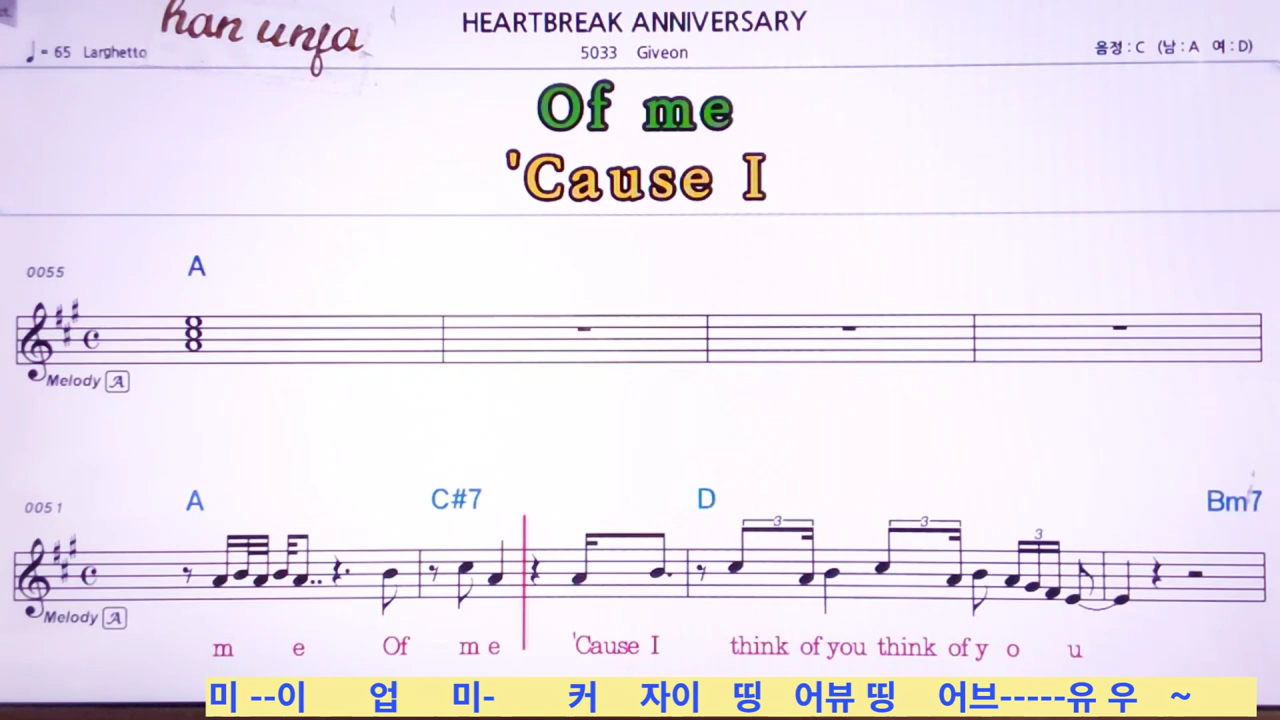 han unja
HEARTBREAK ANNIVERSARY
♩= 65 Larghetto
5033 Giveon
음정 : C (남 : A 여 : D)
Of me
'Cause I
0055
A
Melody A
0051
A C#7 D Bm7
3 3 3
Melody A
m e Of m e 'Cause I think of you think of y o u
미 --이 업 미- 커 자이 띵 어뷰 띵 어브-----유 우 ~